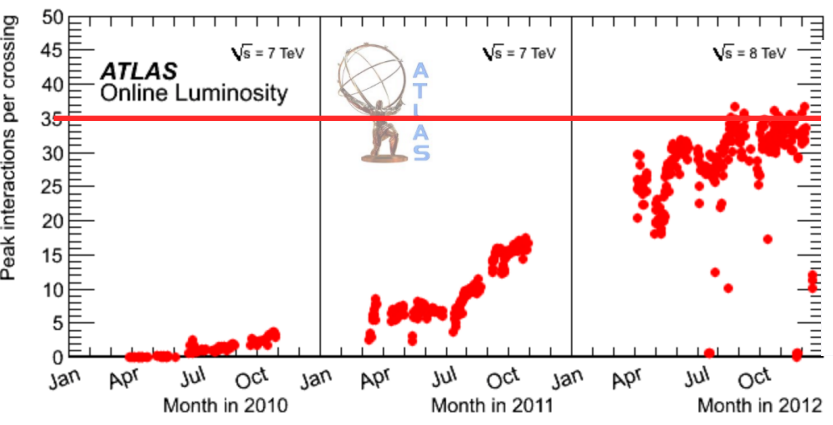 Peak interactions per crossing
50
45
40
35
30
25
20
15
10
5
0
ATLAS
Online Luminosity
√s = 7 TeV
√s = 7 TeV
√s = 8 TeV
A
T
L
A
S
Jan Apr Jul Oct Jan Apr Jul Oct Jan Apr Jul Oct
Month in 2010 Month in 2011 Month in 2012